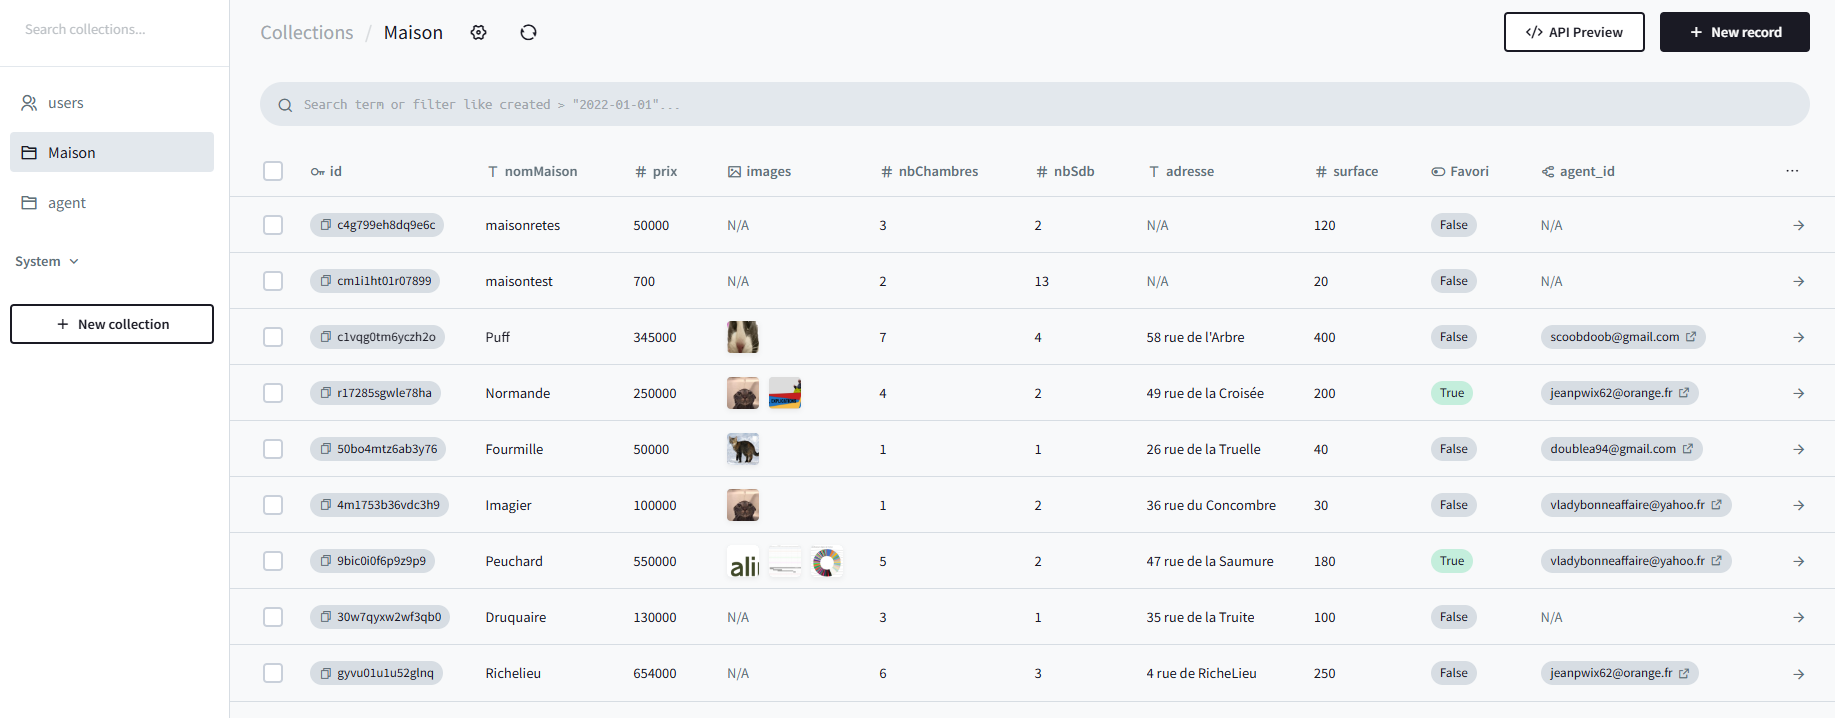 Search collections...
users
Maison
agent
System
+ New collection
Collections / Maison
</> API Preview
+ New record
Search term or filter like created > "2022-01-01"...
id nomMaison # prix images # nbChambres # nbSdb adresse # surface Favori agent_id ...
c4g799eh8dq9e6c maisonretes 50000 N/A 3 2 N/A 120 False N/A
cm1i1ht01r07899 maisontest 700 N/A 2 13 N/A 20 False N/A
c1vqg0tm6yczh2o Puff 345000 7 4 58 rue de l'Arbre 400 False scoobdoob@gmail.com
r17285sgwle78ha Normande 250000 4 2 49 rue de la Croisée 200 True jeanpwix62@orange.fr
50bo4mtz6ab3y76 Fourmille 50000 1 1 26 rue de la Truelle 40 False doublea94@gmail.com
4m1753b36vdc3h9 Imagier 100000 1 2 36 rue du Concombre 30 False vladybonneaffaire@yahoo.fr
9bic0i0f6p9z9p9 Peuchard 550000 5 2 47 rue de la Saumure 180 True vladybonneaffaire@yahoo.fr
30w7qyxw2wf3qb0 Druquaire 130000 N/A 3 1 35 rue de la Truite 100 False N/A
gyvu01u1u52glnq Richelieu 654000 N/A 6 3 4 rue de RicheLieu 250 False jeanpwix62@orange.fr